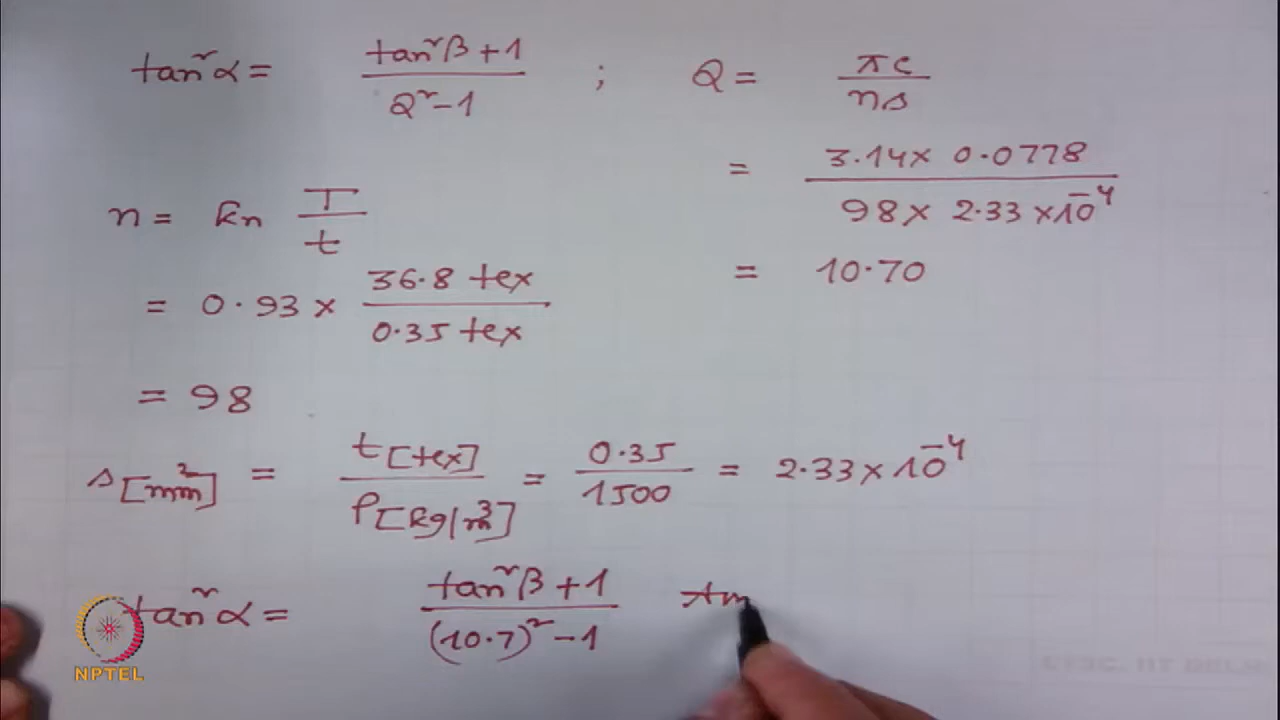 tan²α = (tan²β + 1) / (Q² - 1) ; Q = πc / ns
= 3.14 × 0.0778 / 98 × 2.33 × 10⁻⁴
n = kn T / t
= 10.70
= 0.93 × 36.8 tex / 0.35 tex
= 98
s [mm²] = t [tex] / ρ [kg/m³] = 0.35 / 1500 = 2.33 × 10⁻⁴
tan²α = (tan²β + 1) / ((10.7)² - 1)
NPTEL